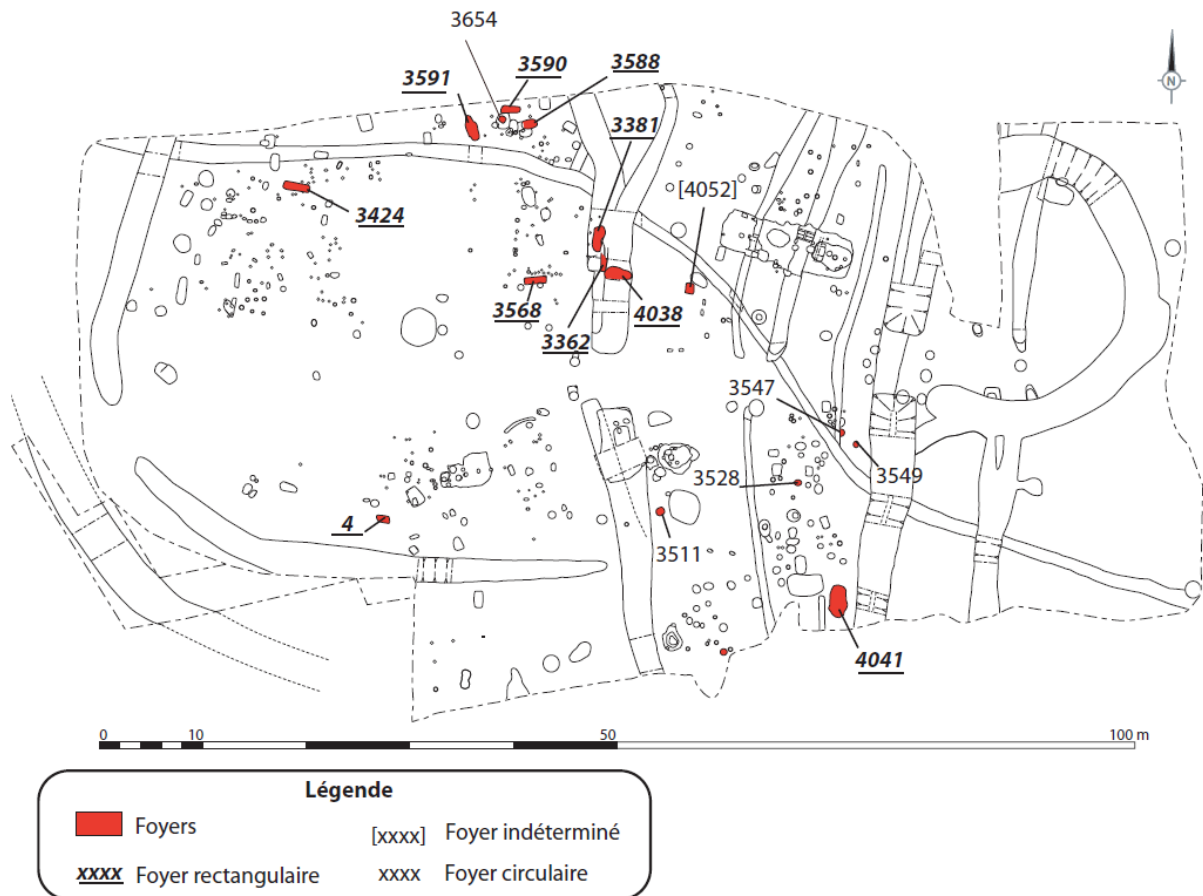 3654
3590
3588
3591
3381
N
[4052]
3424
3568
4038
3362
3547
3549
3528
4
3511
4041
0 10 50 100 m
Légende
Foyers
[xxxx] Foyer indéterminé
xxxx Foyer rectangulaire
xxxx Foyer circulaire